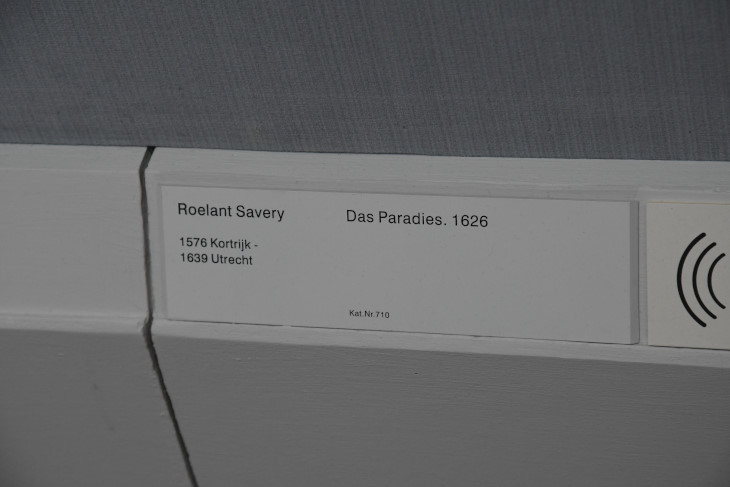 Roelant Savery
Das Paradies. 1626
1576 Kortrijk -
1639 Utrecht
Kat.Nr.710